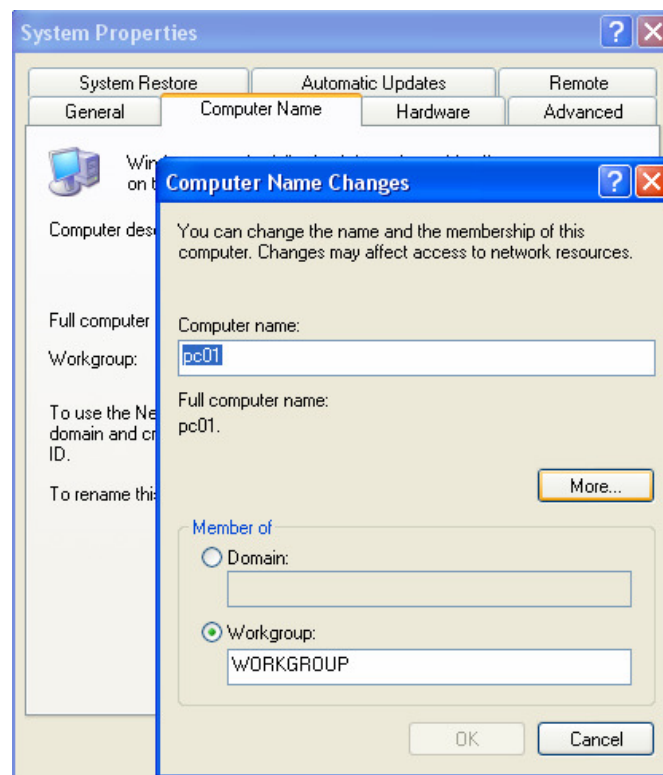 System Properties
System Restore Automatic Updates Remote
General Computer Name Hardware Advanced
on t
Computer Name Changes
Computer
You can change the name and the membership of this
computer. Changes may affect access to network resources.
Full computer
Computer name:
Workgroup:
pc01
Full computer name:
pc01.
To use the Ne
domain and cr
ID.
More...
To rename this
Member of
Domain:
Workgroup:
WORKGROUP
OK Cancel